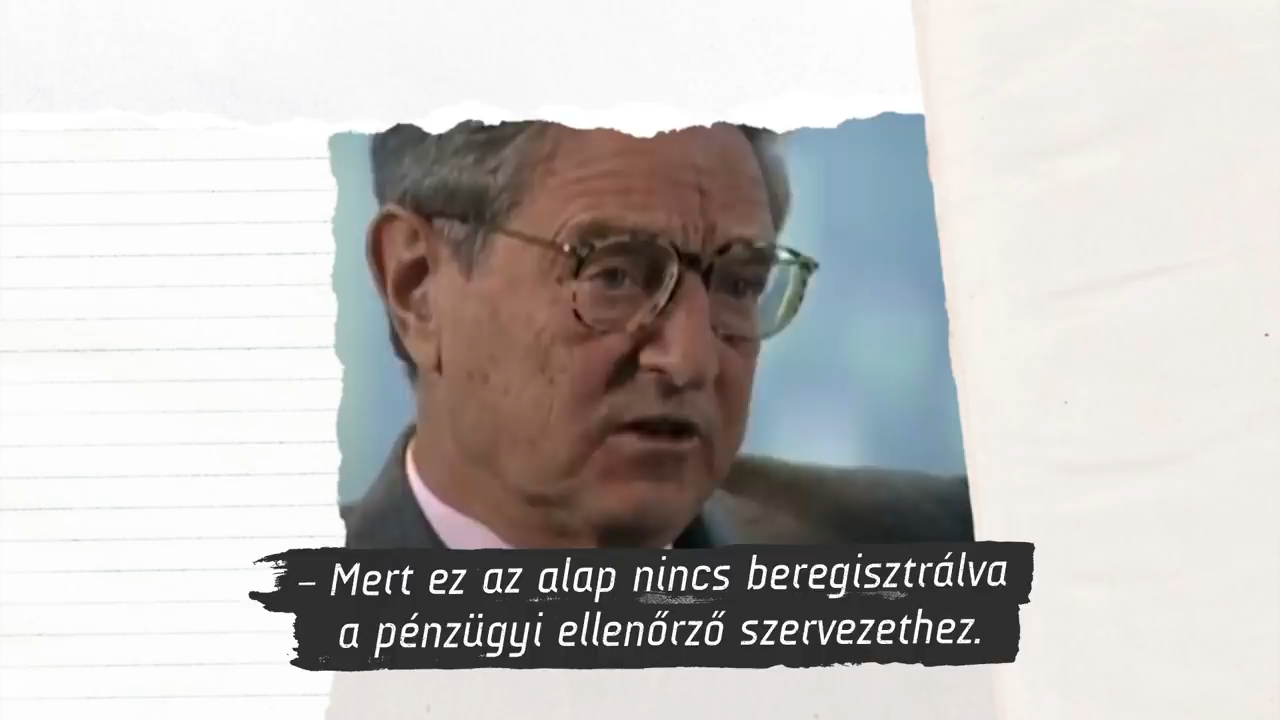 – Mert ez az alap nincs beregisztrálva
a pénzügyi ellenőrző szervezethez.